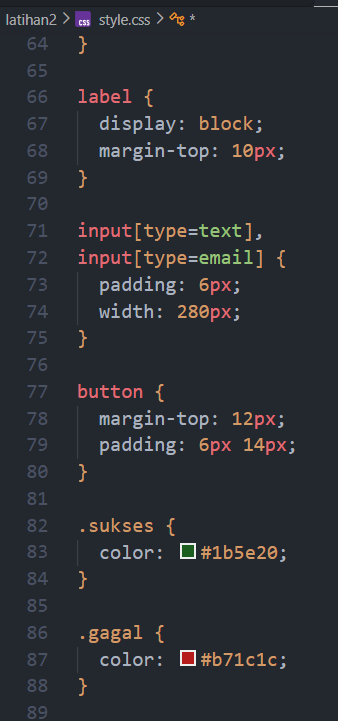 latihan2 > css style.css > *
64 }
65
66 label {
67   display: block;
68   margin-top: 10px;
69 }
70
71 input[type=text],
72 input[type=email] {
73   padding: 6px;
74   width: 280px;
75 }
76
77 button {
78   margin-top: 12px;
79   padding: 6px 14px;
80 }
81
82 .sukses {
83   color: #1b5e20;
84 }
85
86 .gagal {
87   color: #b71c1c;
88 }
89